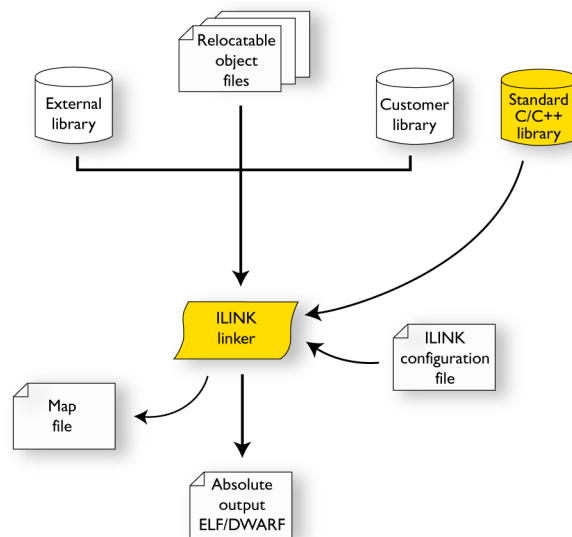 Relocatable
object
files
External
library
Customer
library
Standard
C/C++
library
ILINK
linker
ILINK
configuration
file
Map
file
Absolute
output
ELF/DWARF